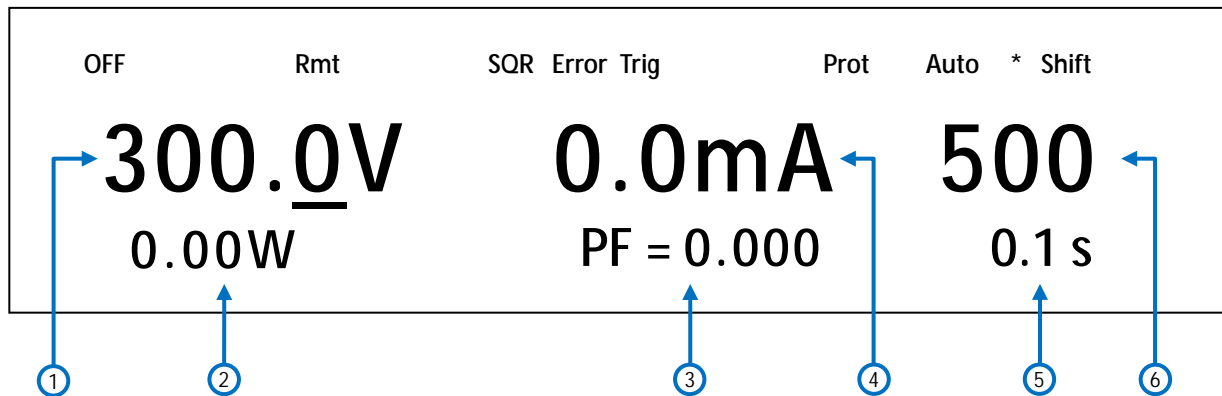 OFF Rmt SQR Error Trig Prot Auto * Shift
300.0V 0.0mA 500
0.00W PF = 0.000 0.1 s
1 2 3 4 5 6